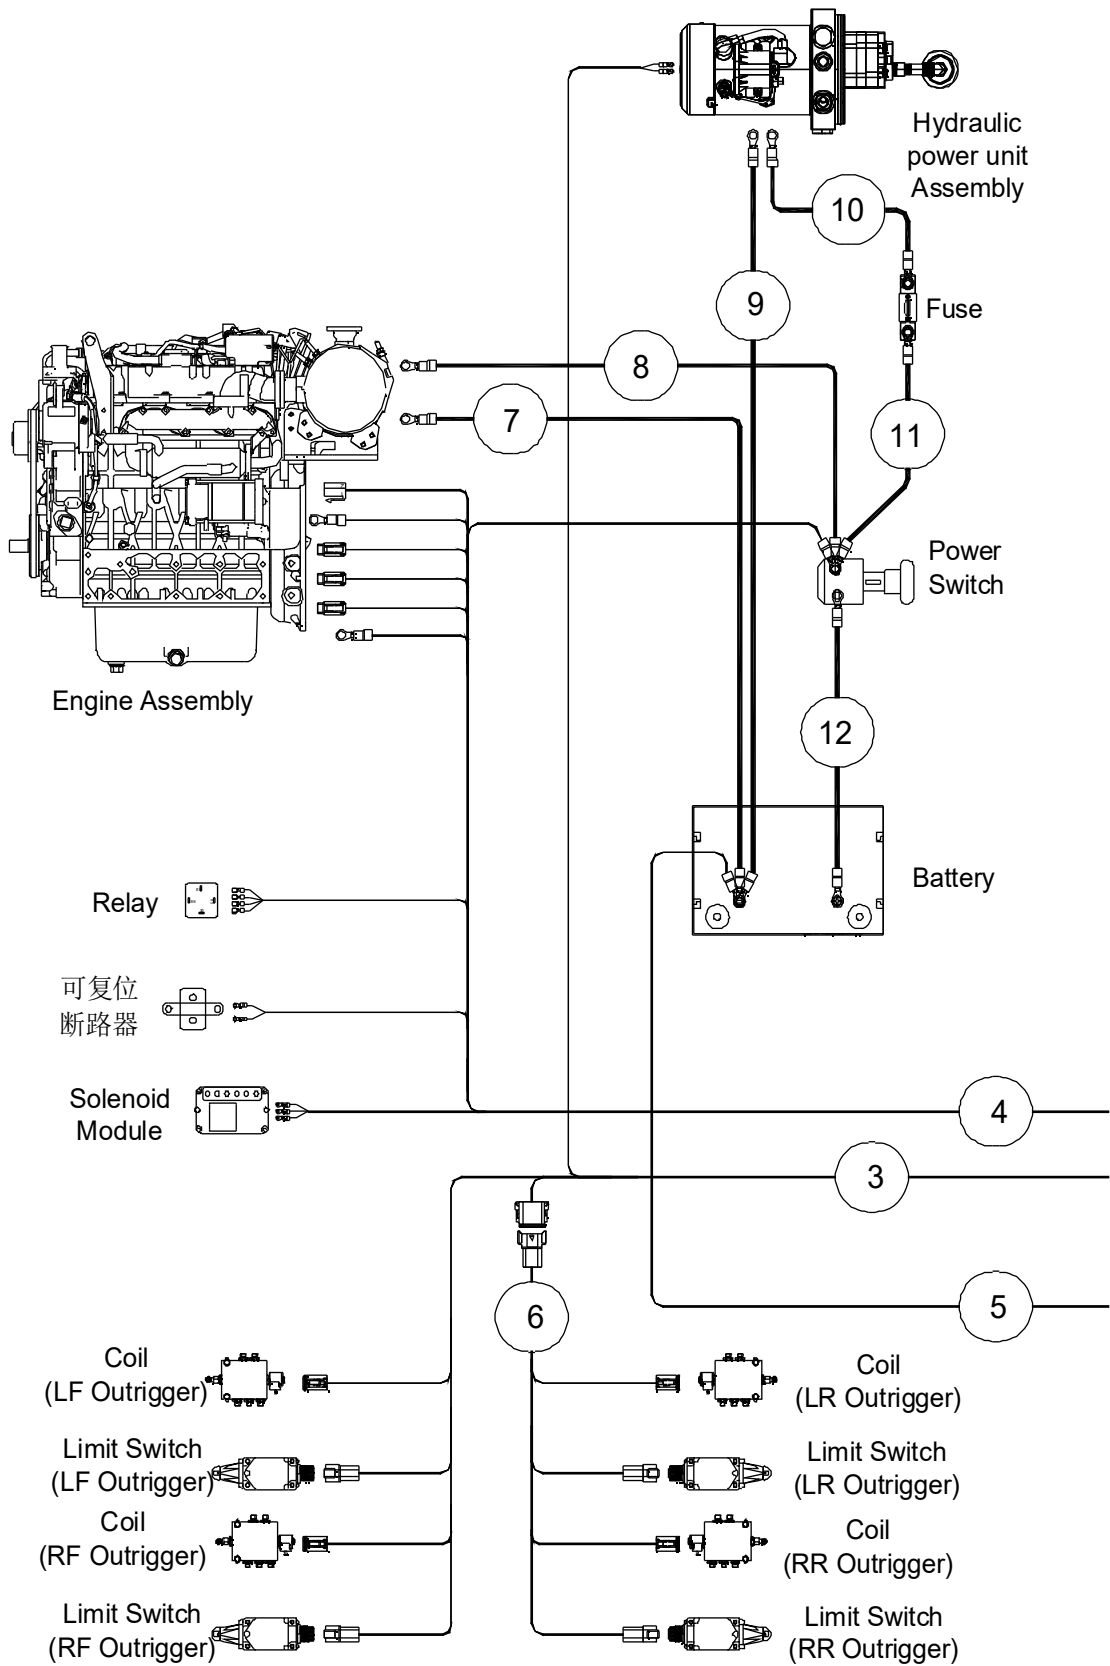 Hydraulic
power unit
Assembly
10
9
Fuse
8
7
11
Power
Switch
Engine Assembly
12
Battery
Relay
可复位
断路器
Solenoid
Module
4
3
5
6
Coil
(LF Outrigger)
Coil
(LR Outrigger)
Limit Switch
(LF Outrigger)
Limit Switch
(LR Outrigger)
Coil
(RF Outrigger)
Coil
(RR Outrigger)
Limit Switch
(RF Outrigger)
Limit Switch
(RR Outrigger)